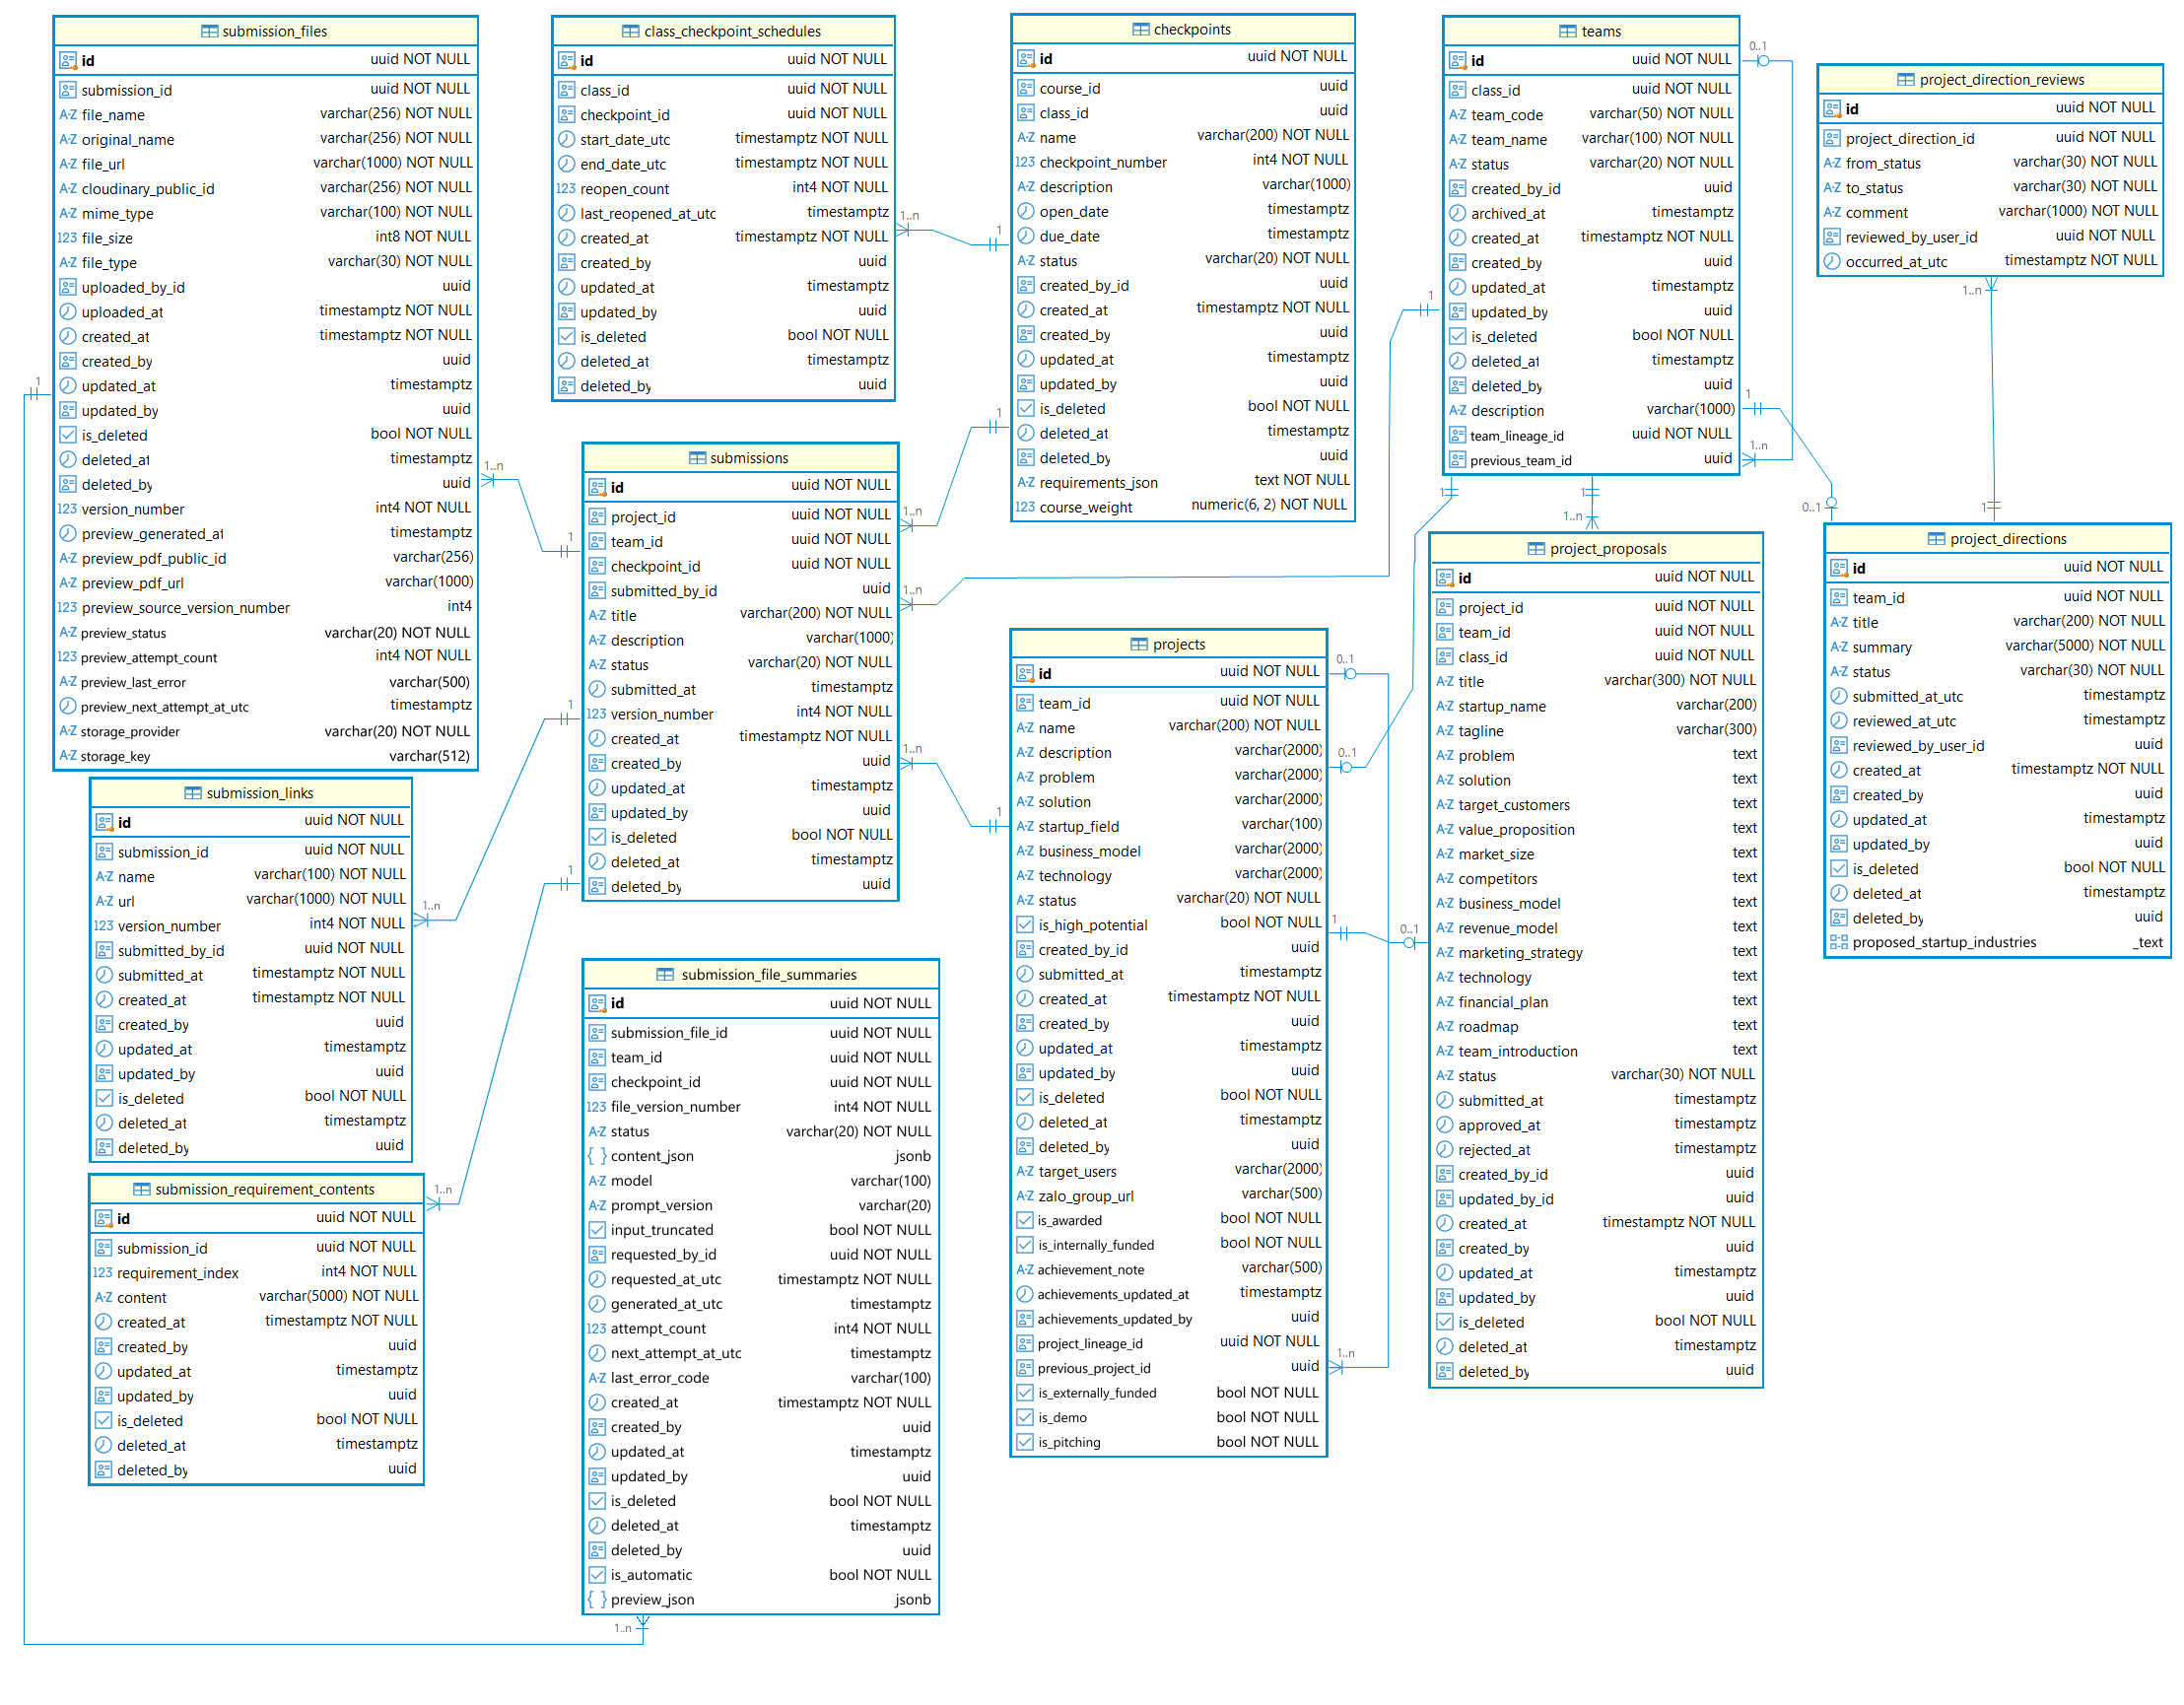 submission_files
id uuid NOT NULL
submission_id uuid NOT NULL
file_name varchar(256) NOT NULL
original_name varchar(256) NOT NULL
file_url varchar(1000) NOT NULL
cloudinary_public_id varchar(256) NOT NULL
mime_type varchar(100) NOT NULL
file_size int8 NOT NULL
file_type varchar(30) NOT NULL
uploaded_by_id uuid
uploaded_at timestamptz NOT NULL
created_at timestamptz NOT NULL
created_by uuid
updated_at timestamptz
updated_by uuid
is_deleted bool NOT NULL
deleted_at timestamptz
deleted_by uuid
version_number int4 NOT NULL
preview_generated_at timestamptz
preview_pdf_public_id varchar(256)
preview_pdf_url varchar(1000)
preview_source_version_number int4
preview_status varchar(20) NOT NULL
preview_attempt_count int4 NOT NULL
preview_last_error varchar(500)
preview_next_attempt_at_utc timestamptz
storage_provider varchar(20) NOT NULL
storage_key varchar(512)
class_checkpoint_schedules
id uuid NOT NULL
class_id uuid NOT NULL
checkpoint_id uuid NOT NULL
start_date_utc timestamptz NOT NULL
end_date_utc timestamptz NOT NULL
reopen_count int4 NOT NULL
last_reopened_at_utc timestamptz
created_at timestamptz NOT NULL
created_by uuid
updated_at timestamptz
updated_by uuid
is_deleted bool NOT NULL
deleted_at timestamptz
deleted_by uuid
checkpoints
id uuid NOT NULL
course_id uuid
class_id uuid
name varchar(200) NOT NULL
checkpoint_number int4 NOT NULL
description varchar(1000)
open_date timestamptz
due_date timestamptz
status varchar(20) NOT NULL
created_by_id uuid
created_at timestamptz NOT NULL
created_by uuid
updated_at timestamptz
updated_by uuid
is_deleted bool NOT NULL
deleted_at timestamptz
deleted_by uuid
requirements_json text NOT NULL
course_weight numeric(6, 2) NOT NULL
teams
id uuid NOT NULL
class_id uuid NOT NULL
team_code varchar(50) NOT NULL
team_name varchar(100) NOT NULL
status varchar(20) NOT NULL
created_by_id uuid
archived_at timestamptz
created_at timestamptz NOT NULL
created_by uuid
updated_at timestamptz
updated_by uuid
is_deleted bool NOT NULL
deleted_at timestamptz
deleted_by uuid
description varchar(1000)
team_lineage_id uuid NOT NULL
previous_team_id uuid
project_direction_reviews
id uuid NOT NULL
project_direction_id uuid NOT NULL
from_status varchar(30) NOT NULL
to_status varchar(30) NOT NULL
comment varchar(1000) NOT NULL
reviewed_by_user_id uuid NOT NULL
occurred_at_utc timestamptz NOT NULL
submissions
id uuid NOT NULL
project_id uuid NOT NULL
team_id uuid NOT NULL
checkpoint_id uuid NOT NULL
submitted_by_id uuid
title varchar(200) NOT NULL
description varchar(1000)
status varchar(20) NOT NULL
submitted_at timestamptz
version_number int4 NOT NULL
created_at timestamptz NOT NULL
created_by uuid
updated_at timestamptz
updated_by uuid
is_deleted bool NOT NULL
deleted_at timestamptz
deleted_by uuid
project_proposals
id uuid NOT NULL
project_id uuid NOT NULL
team_id uuid NOT NULL
class_id uuid NOT NULL
title varchar(300) NOT NULL
startup_name varchar(200)
tagline varchar(300)
problem text
solution text
target_customers text
value_proposition text
market_size text
competitors text
business_model text
revenue_model text
marketing_strategy text
technology text
financial_plan text
roadmap text
team_introduction text
status varchar(30) NOT NULL
submitted_at timestamptz
approved_at timestamptz
rejected_at timestamptz
created_by_id uuid
updated_by_id uuid
created_at timestamptz NOT NULL
created_by uuid
updated_at timestamptz
updated_by uuid
is_deleted bool NOT NULL
deleted_at timestamptz
deleted_by uuid
project_directions
id uuid NOT NULL
team_id uuid NOT NULL
title varchar(200) NOT NULL
summary varchar(5000) NOT NULL
status varchar(30) NOT NULL
submitted_at_utc timestamptz
reviewed_at_utc timestamptz
reviewed_by_user_id uuid
created_at timestamptz NOT NULL
created_by uuid
updated_at timestamptz
updated_by uuid
is_deleted bool NOT NULL
deleted_at timestamptz
deleted_by uuid
proposed_startup_industries _text
projects
id uuid NOT NULL
team_id uuid NOT NULL
name varchar(200) NOT NULL
description varchar(2000)
problem varchar(2000)
solution varchar(2000)
startup_field varchar(100)
business_model varchar(2000)
technology varchar(2000)
status varchar(20) NOT NULL
is_high_potential bool NOT NULL
created_by_id uuid
submitted_at timestamptz
created_at timestamptz NOT NULL
created_by uuid
updated_at timestamptz
updated_by uuid
is_deleted bool NOT NULL
deleted_at timestamptz
deleted_by uuid
target_users varchar(2000)
zalo_group_url varchar(500)
is_awarded bool NOT NULL
is_internally_funded bool NOT NULL
achievement_note varchar(500)
achievements_updated_at timestamptz
achievements_updated_by uuid
project_lineage_id uuid NOT NULL
previous_project_id uuid
is_externally_funded bool NOT NULL
is_demo bool NOT NULL
is_pitching bool NOT NULL
submission_links
id uuid NOT NULL
submission_id uuid NOT NULL
name varchar(100) NOT NULL
url varchar(1000) NOT NULL
version_number int4 NOT NULL
submitted_by_id uuid NOT NULL
submitted_at timestamptz NOT NULL
created_at timestamptz NOT NULL
created_by uuid
updated_at timestamptz
updated_by uuid
is_deleted bool NOT NULL
deleted_at timestamptz
deleted_by uuid
submission_file_summaries
id uuid NOT NULL
submission_file_id uuid NOT NULL
team_id uuid NOT NULL
checkpoint_id uuid NOT NULL
file_version_number int4 NOT NULL
status varchar(20) NOT NULL
content_json jsonb
model varchar(100)
prompt_version varchar(20)
input_truncated bool NOT NULL
requested_by_id uuid NOT NULL
requested_at_utc timestamptz NOT NULL
generated_at_utc timestamptz
attempt_count int4 NOT NULL
next_attempt_at_utc timestamptz
last_error_code varchar(100)
created_at timestamptz NOT NULL
created_by uuid
updated_at timestamptz
updated_by uuid
is_deleted bool NOT NULL
deleted_at timestamptz
deleted_by uuid
is_automatic bool NOT NULL
preview_json jsonb
submission_requirement_contents
id uuid NOT NULL
submission_id uuid NOT NULL
requirement_index int4 NOT NULL
content varchar(5000) NOT NULL
created_at timestamptz NOT NULL
created_by uuid
updated_at timestamptz
updated_by uuid
is_deleted bool NOT NULL
deleted_at timestamptz
deleted_by uuid